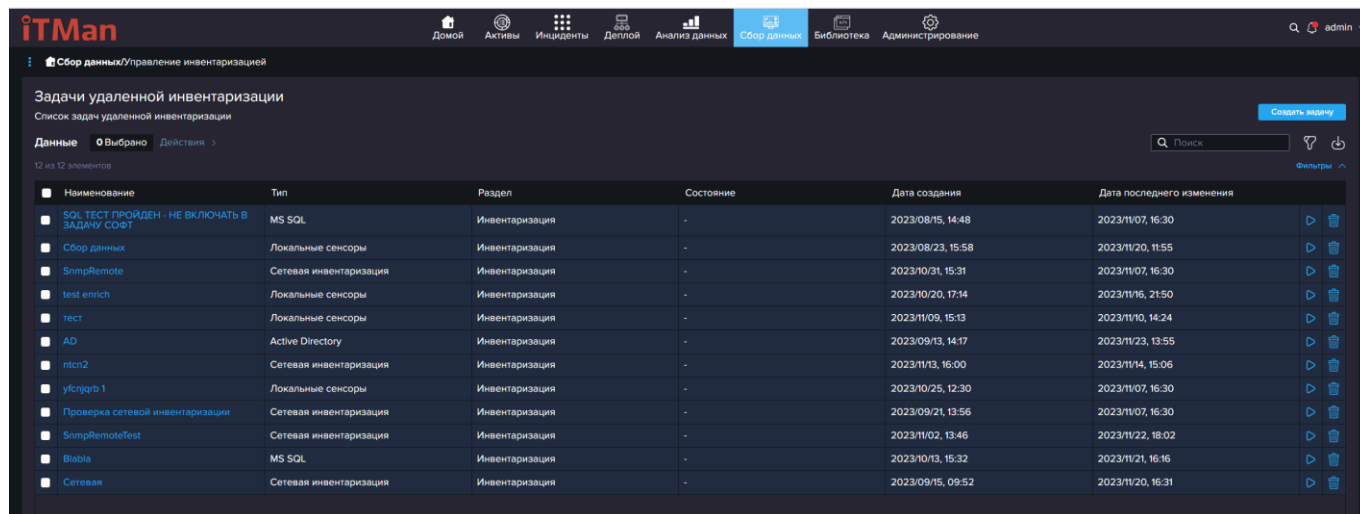 iTMan
Домой Активы Инциденты Деплой Анализ данных Сбор данных Библиотека Администрирование admin
Сбор данных/Управление инвентаризацией
Задачи удаленной инвентаризации
Список задач удаленной инвентаризации
Создать задачу
Данные 0 Выбрано Действия > Поиск
12 из 12 элементов Фильтры
Наименование Тип Раздел Состояние Дата создания Дата последнего изменения
SQL ТЕСТ ПРОЙДЕН - НЕ ВКЛЮЧАТЬ В
ЗАДАЧУ СОФТ MS SQL Инвентаризация - 2023/08/15, 14:48 2023/11/07, 16:30
Сбор данных Локальные сенсоры Инвентаризация - 2023/08/23, 15:58 2023/11/20, 11:55
SnmpRemote Сетевая инвентаризация Инвентаризация - 2023/10/31, 15:31 2023/11/07, 16:30
test enrich Локальные сенсоры Инвентаризация - 2023/10/20, 17:14 2023/11/16, 21:50
тест Локальные сенсоры Инвентаризация - 2023/11/09, 15:13 2023/11/10, 14:24
AD Active Directory Инвентаризация - 2023/09/13, 14:17 2023/11/23, 13:55
ntcn2 Сетевая инвентаризация Инвентаризация - 2023/11/13, 16:00 2023/11/14, 15:06
yfcnjqrb 1 Локальные сенсоры Инвентаризация - 2023/10/25, 12:30 2023/11/07, 16:30
Проверка сетевой инвентаризации Сетевая инвентаризация Инвентаризация - 2023/09/21, 13:56 2023/11/07, 16:30
SnmpRemoteTest Сетевая инвентаризация Инвентаризация - 2023/11/02, 13:46 2023/11/22, 18:02
Blabla MS SQL Инвентаризация - 2023/10/13, 15:32 2023/11/21, 16:16
Сетевая Сетевая инвентаризация Инвентаризация - 2023/09/15, 09:52 2023/11/20, 16:31